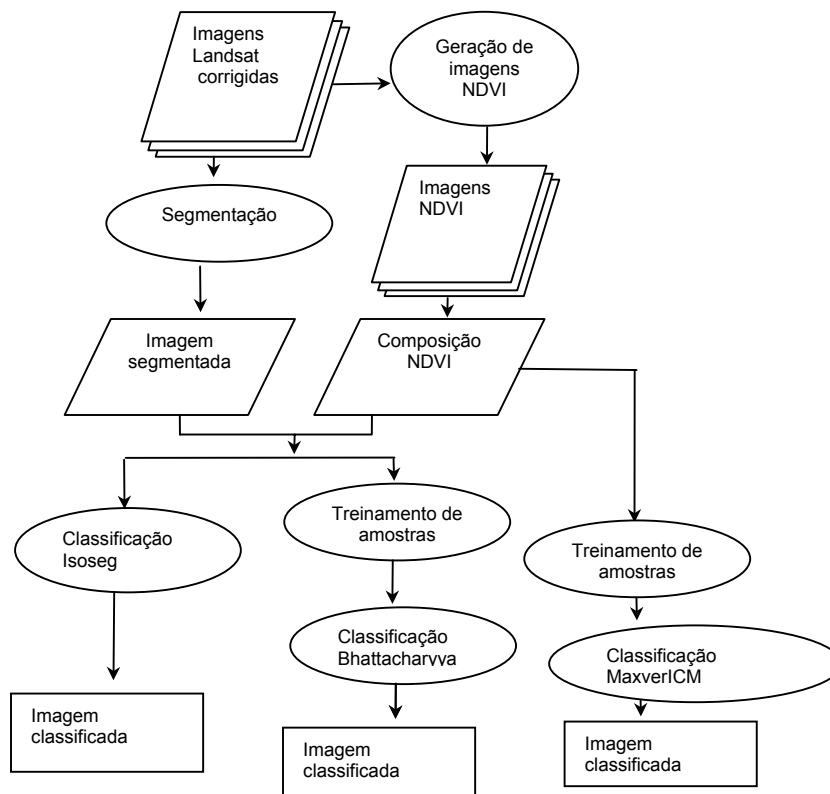 Imagens
Landsat
corrigidas
Geração de
imagens
NDVI
Segmentação
Imagens
NDVI
Imagem
segmentada
Composição
NDVI
Classificação
Isoseg
Treinamento de
amostras
Treinamento de
amostras
Classificação
Bhattacharvva
Classificação
MaxverICM
Imagem
classificada
Imagem
classificada
Imagem
classificada